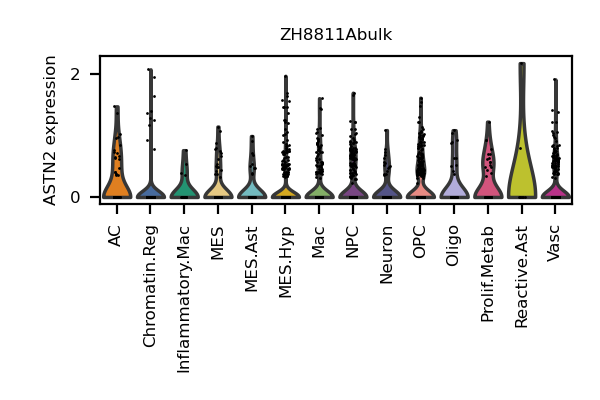 ZH8811Abulk
ASTN2 expression
2
0
AC
Chromatin.Reg
Inflammatory.Mac
MES
MES.Ast
MES.Hyp
Mac
NPC
Neuron
OPC
Oligo
Prolif.Metab
Reactive.Ast
Vasc